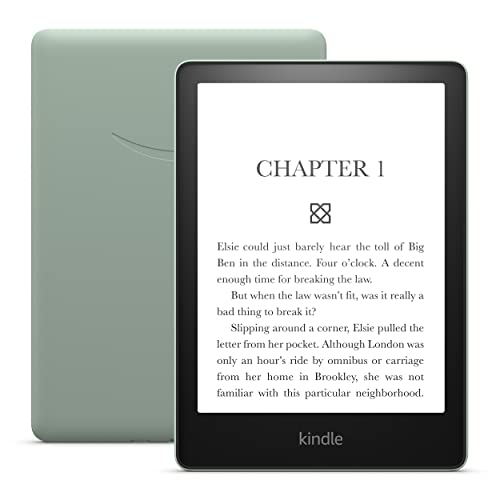 CHAPTER 1
Elsie could just barely hear the toll of Big
Ben in the distance. Four o’clock. A decent
enough time for breaking the law.
But when the law wasn’t fit, was it really a
bad thing to break it?
Slipping around a corner, Elsie pulled the
letter from her pocket. Although London was
only an hour’s ride by omnibus or carriage
from her home in Brookley, she was not
familiar with this particular neighborhood.
kindle